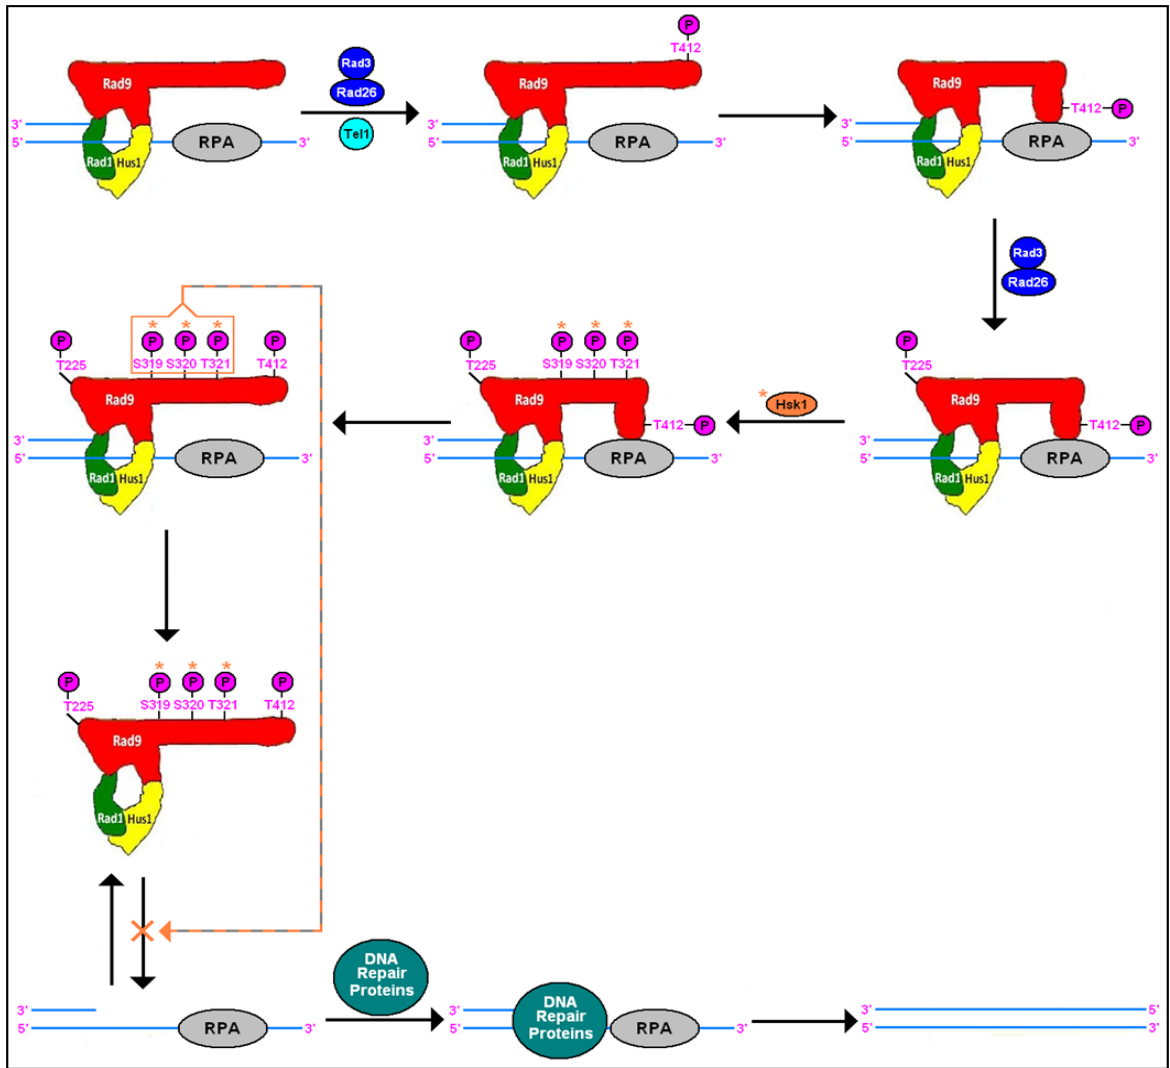 P
T412
Rad3
Rad26
Tel1
Rad9
3'
5'
RPA
3'
Rad1
Hus1
Rad9
3'
5'
RPA
3'
Rad1
Hus1
Rad9
T412
P
3'
5'
RPA
3'
Rad1
Hus1
Rad3
Rad26
P
P
P
P
P
* * *
T225
S319
S320
T321
T412
Rad9
3'
5'
RPA
3'
Rad1
Hus1
P
P
P
P
* * *
T225
S319
S320
T321
Rad9
T412
P
3'
5'
RPA
3'
Rad1
Hus1
*
Hsk1
P
T225
Rad9
T412
P
3'
5'
RPA
3'
Rad1
Hus1
* * *
P
P
P
P
P
T225
S319
S320
T321
T412
Rad9
Rad1
Hus1
3'
5'
RPA
3'
DNA
Repair
Proteins
3'
5'
DNA
Repair
Proteins
RPA
3'
3'
5'
5'
3'